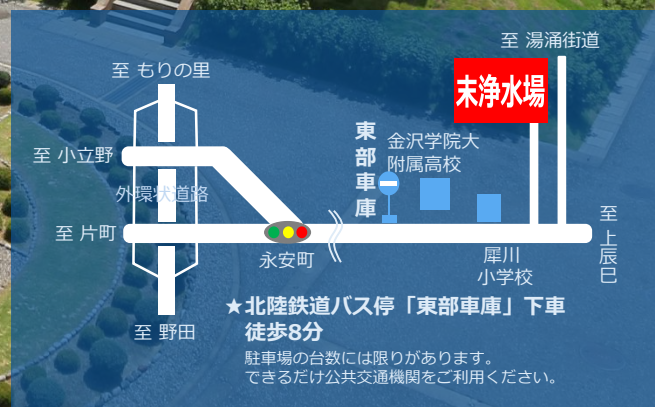 至 湯涌街道
至 もりの里
末浄水場
東部車庫
金沢学院大
附属高校
至 小立野
外環状道路
至 片町
至 上辰巳
永安町
犀川
小学校
★北陸鉄道バス停「東部車庫」下車
徒歩8分
至 野田
駐車場の台数には限りがあります。
できるだけ公共交通機関をご利用ください。